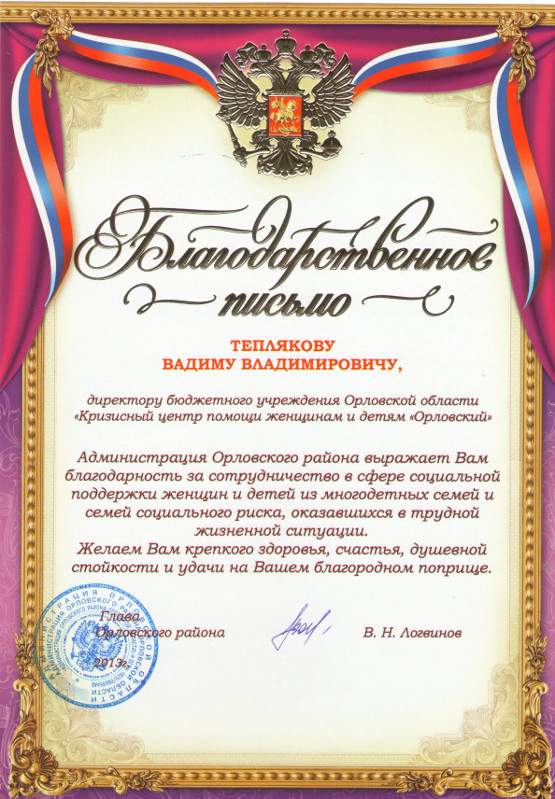 Благодарственное
письмо
ТЕПЛЯКОВУ
ВАДИМУ ВЛАДИМИРОВИЧУ,
директору бюджетного учреждения Орловской области
«Кризисный центр помощи женщинам и детям «Орловский»
Администрация Орловского района выражает Вам
благодарность за сотрудничество в сфере социальной
поддержки женщин и детей из многодетных семей и
семей социального риска, оказавшихся в трудной
жизненной ситуации.
Желаем Вам крепкого здоровья, счастья, душевной
стойкости и удачи на Вашем благородном поприще.
Глава
Орловского района В. Н. Логвинов
2013г.